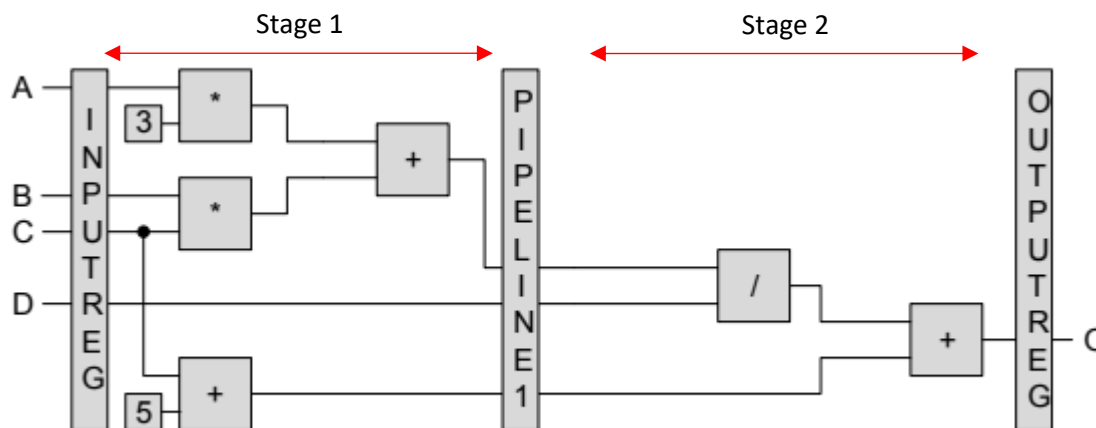 Stage 1
Stage 2
A
B
C
D
INPUTREG
*
3
*
+
+
5
PIPELINE1
/
+
OUTPUTREG